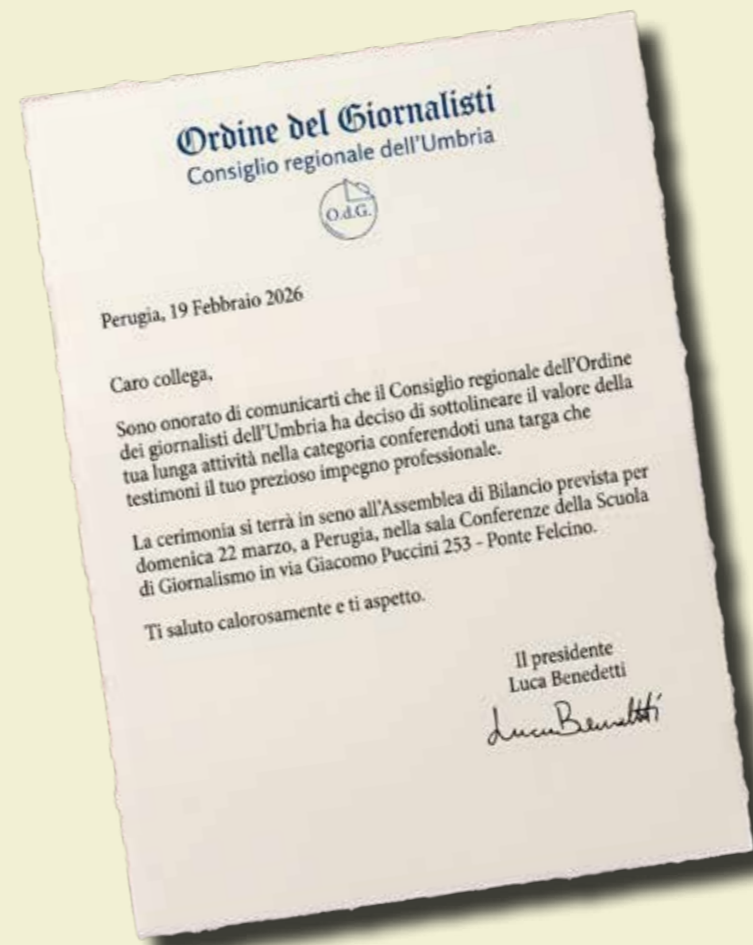 Ordine del Giornalisti
Consiglio regionale dell'Umbria
O.d.G.
Perugia, 19 Febbraio 2026
Caro collega,
Sono onorato di comunicarti che il Consiglio regionale dell'Ordine
dei giornalisti dell'Umbria ha deciso di sottolineare il valore della
tua lunga attività nella categoria conferendoti una targa che
testimoni il tuo prezioso impegno professionale.
La cerimonia si terrà in seno all'Assemblea di Bilancio prevista per
domenica 22 marzo, a Perugia, nella sala Conferenze della Scuola
di Giornalismo in via Giacomo Puccini 253 - Ponte Felcino.
Ti saluto calorosamente e ti aspetto.
Il presidente
Luca Benedetti
Luca Benedetti